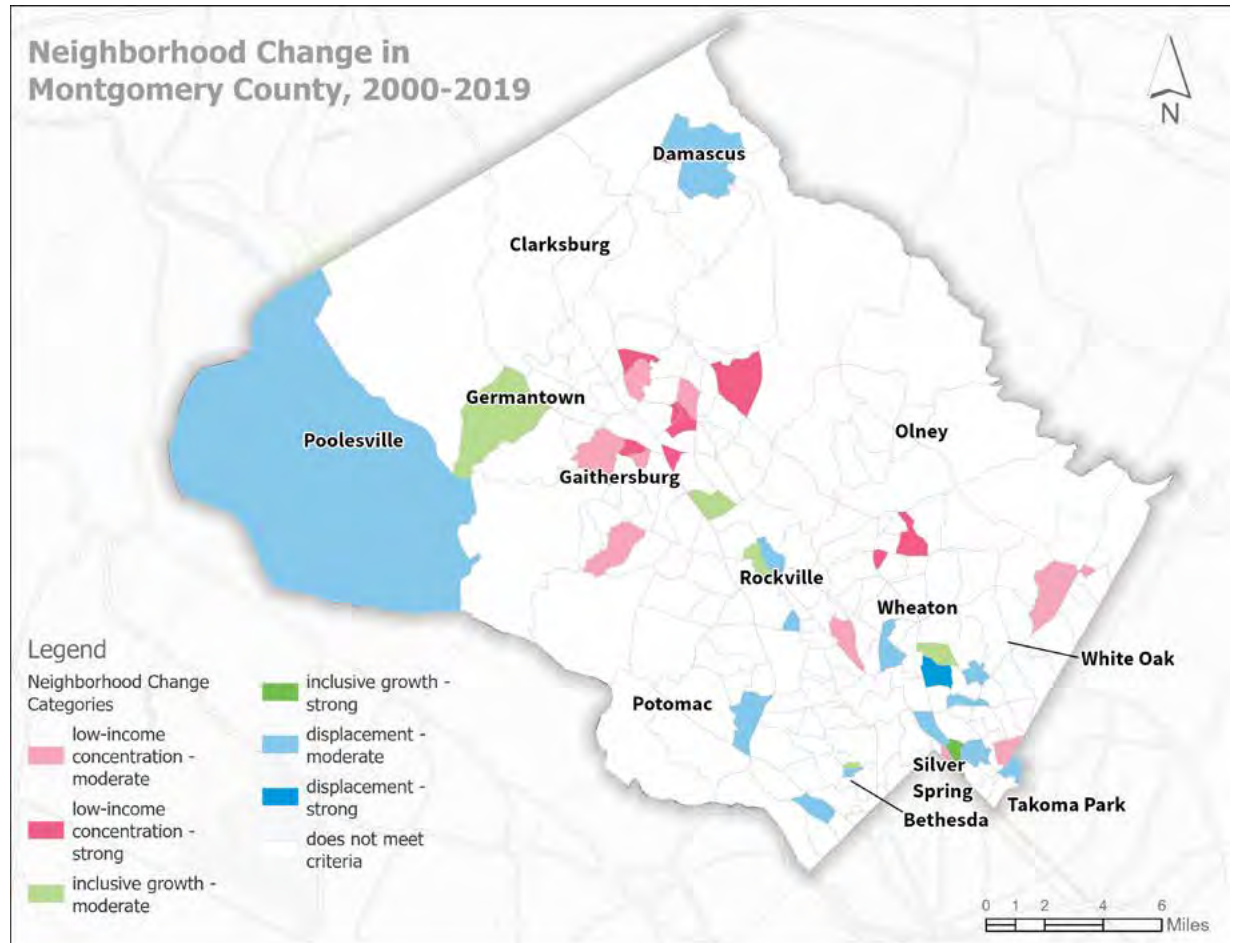 Neighborhood Change in
Montgomery County, 2000-2019
N
Damascus
Clarksburg
Germantown
Poolesville
Olney
Gaithersburg
Rockville
Wheaton
White Oak
Potomac
Silver
Spring
Takoma Park
Bethesda
Legend
Neighborhood Change
Categories
low-income
concentration -
moderate
low-income
concentration -
strong
inclusive growth -
moderate
inclusive growth -
strong
displacement -
moderate
displacement -
strong
does not meet
criteria
0 1 2 4 6
Miles